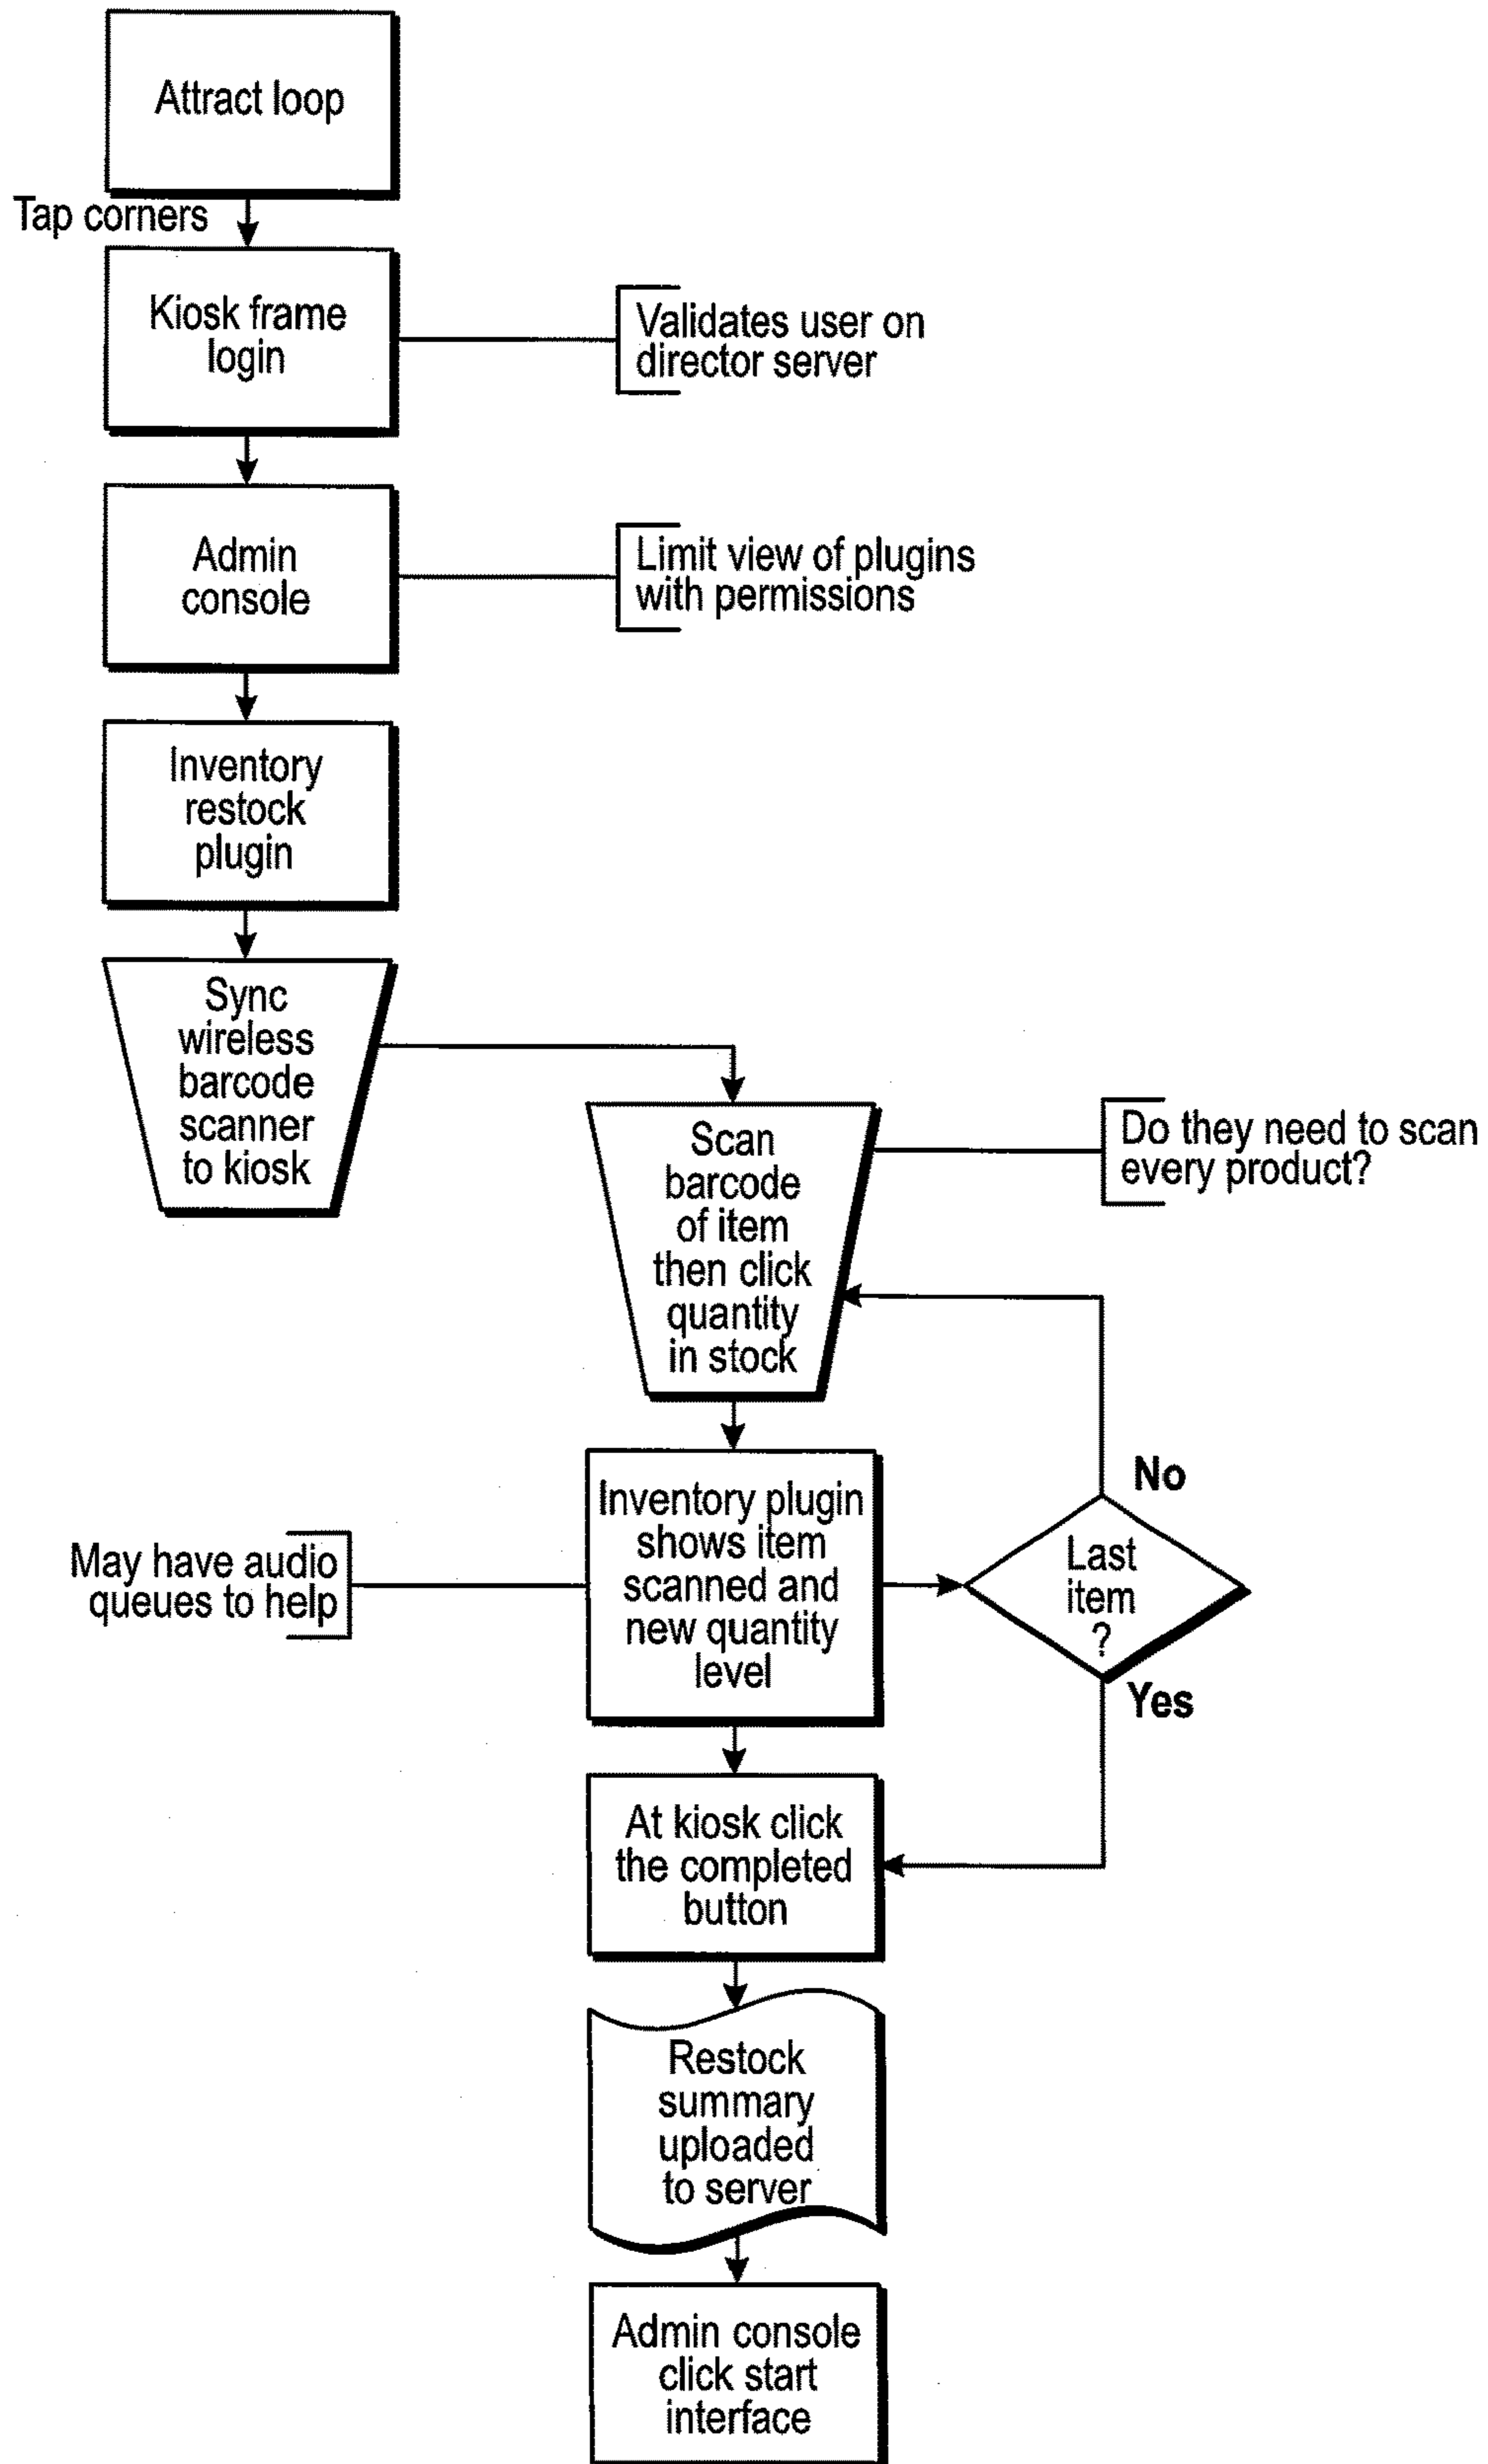 Attract loop
Tap corners
Kiosk frame
login
Validates user on
director server
Admin
console
Limit view of plugins
with permissions
Inventory
restock
plugin
Sync
wireless
barcode
scanner
to kiosk
Scan
barcode
of item
then click
quantity
in stock
Do they need to scan
every product?
May have audio
queues to help
Inventory plugin
shows item
scanned and
new quantity
level
No
Last
item
?
Yes
At kiosk click
the completed
button
Restock
summary
uploaded
to server
Admin console
click start
interface